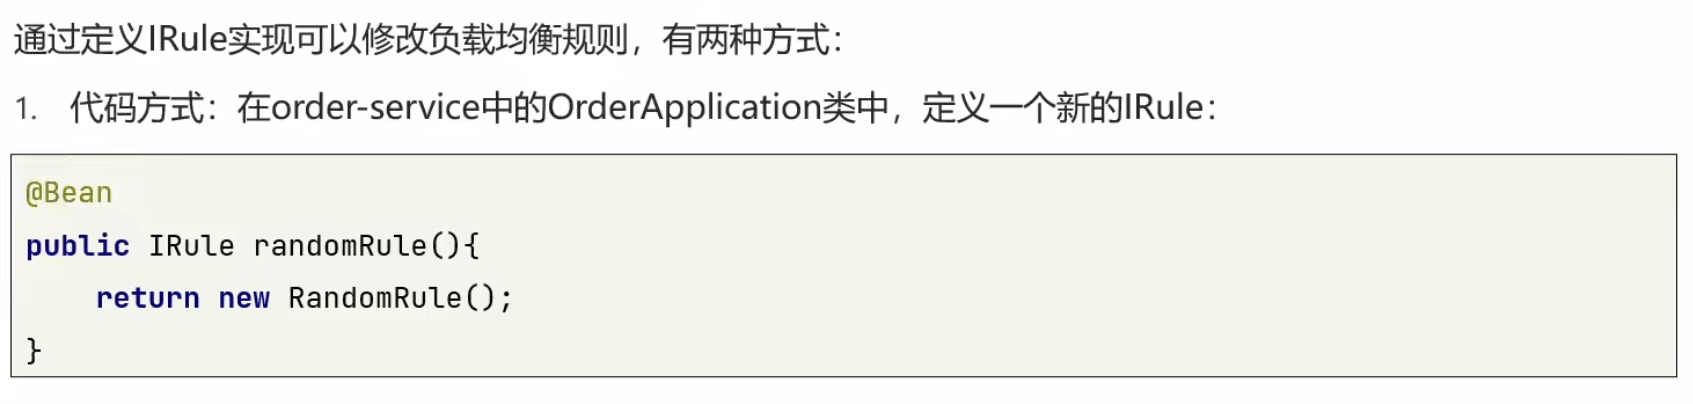 通过定义IRule实现可以修改负载均衡规则，有两种方式：
1. 代码方式：在order-service中的OrderApplication类中，定义一个新的IRule：
@Bean
public IRule randomRule(){
    return new RandomRule();
}